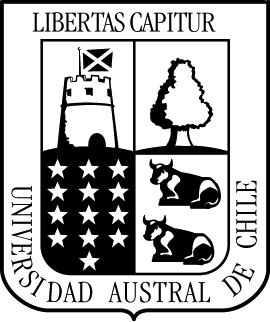 LIBERTAS CAPITUR
UNIVERSIDAD AUSTRAL DE CHILE